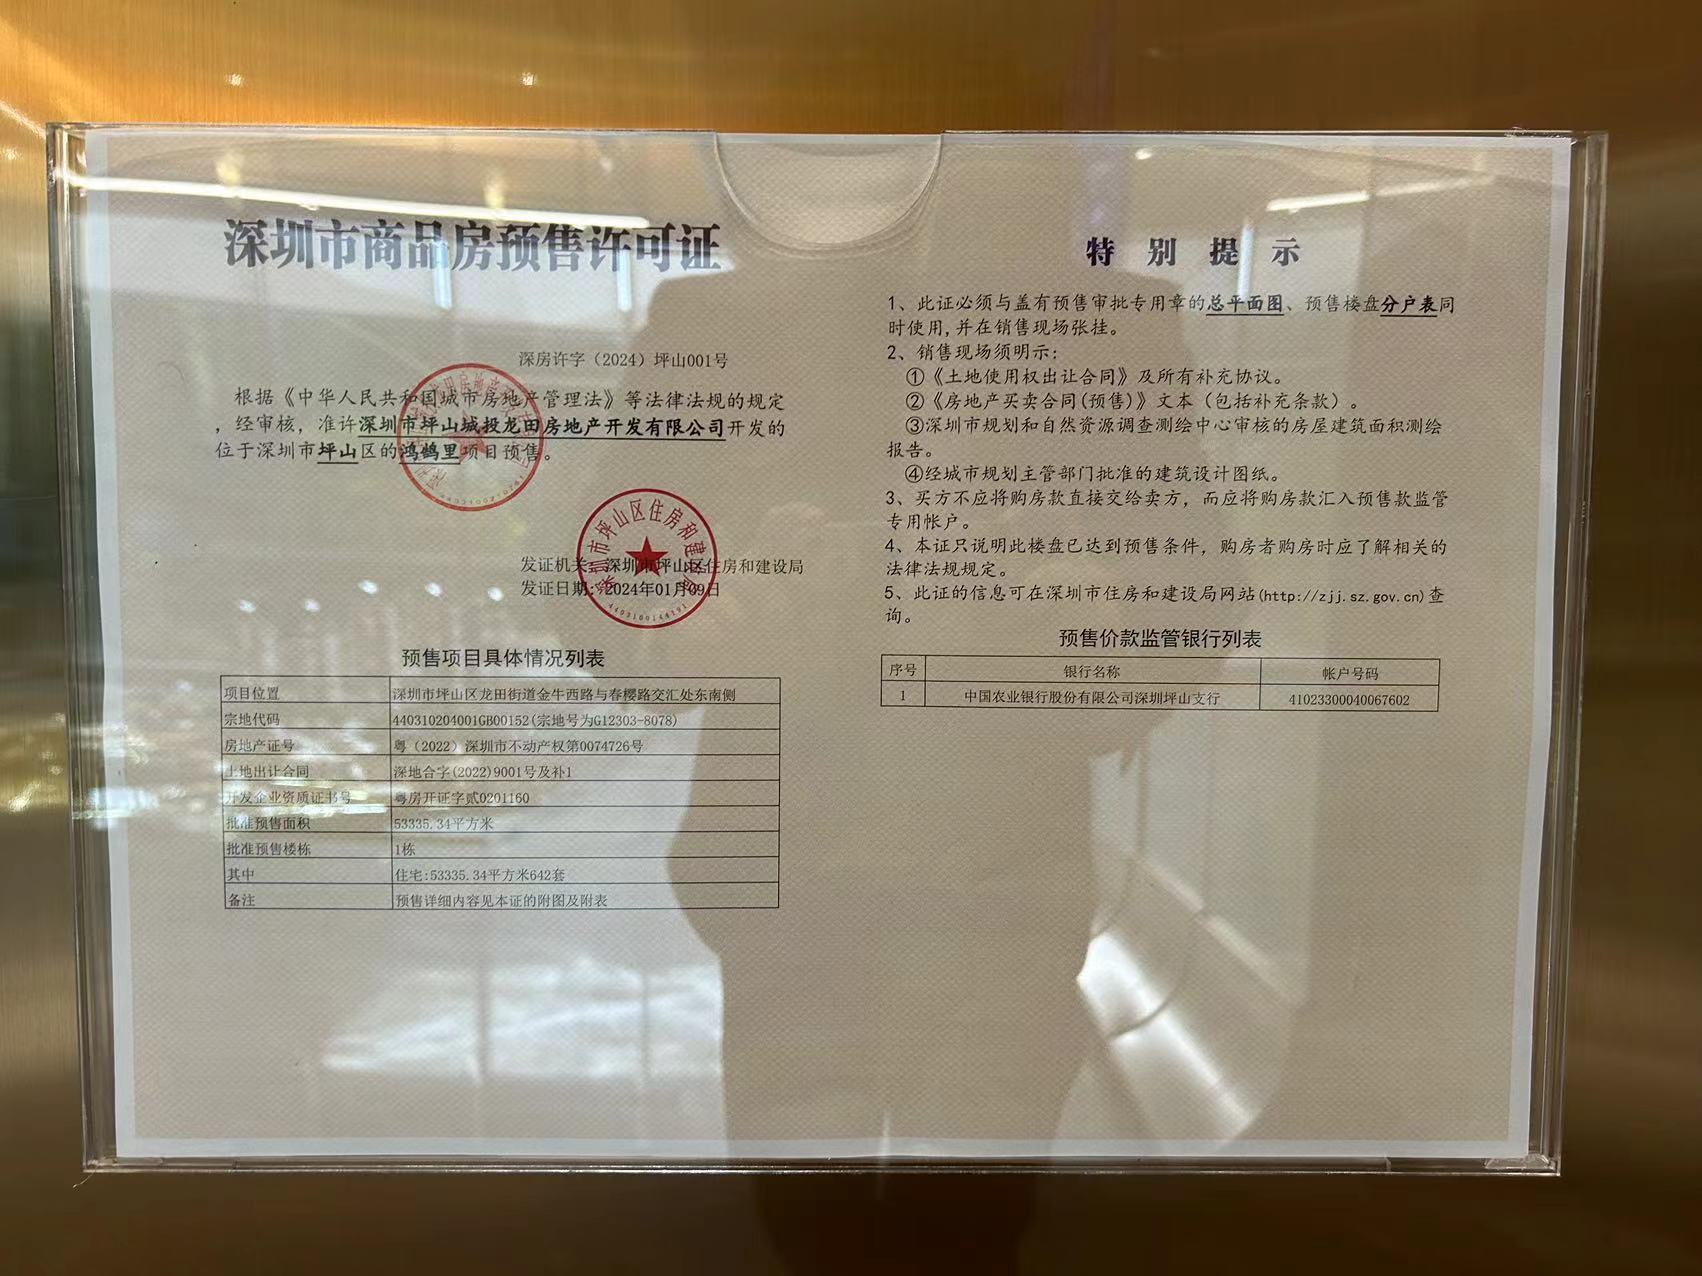 深圳市商品房预售许可证
深房许字（2024）坪山001号
根据《中华人民共和国城市房地产管理法》等法律法规的规定
，经审核，准许深圳市坪山城投龙田房地产开发有限公司开发的
位于深圳市坪山区的鸿鹤里项目预售。
深圳市坪山区住房和建设局
4403100144191
发证机关：深圳市坪山区住房和建设局
发证日期：2024年01月09日
预售项目具体情况列表
项目位置 深圳市坪山区龙田街道金牛西路与春樱路交汇处东南侧
宗地代码 440310204001GB00152(宗地号为G12303-8078)
房地产证号 粤（2022）深圳市不动产权第0074726号
土地出让合同 深地合字(2022)9001号及补1
开发企业资质证书号 粤房开证字贰0201160
批准预售面积 53335.34平方米
批准预售楼栋 1栋
其中 住宅:53335.34平方米642套
备注 预售详细内容见本证的附图及附表
特别提示
1、此证必须与盖有预售审批专用章的总平面图、预售楼盘分户表同
时使用,并在销售现场张挂。
2、销售现场须明示:
①《土地使用权出让合同》及所有补充协议。
②《房地产买卖合同(预售)》文本（包括补充条款）。
③深圳市规划和自然资源调查测绘中心审核的房屋建筑面积测绘
报告。
④经城市规划主管部门批准的建筑设计图纸。
3、买方不应将购房款直接交给卖方，而应将购房款汇入预售款监管
专用帐户。
4、本证只说明此楼盘已达到预售条件，购房者购房时应了解相关的
法律法规规定。
5、此证的信息可在深圳市住房和建设局网站(http://zjj.sz.gov.cn)查
询。
预售价款监管银行列表
序号 银行名称 帐户号码
1 中国农业银行股份有限公司深圳坪山支行 41023300040067602